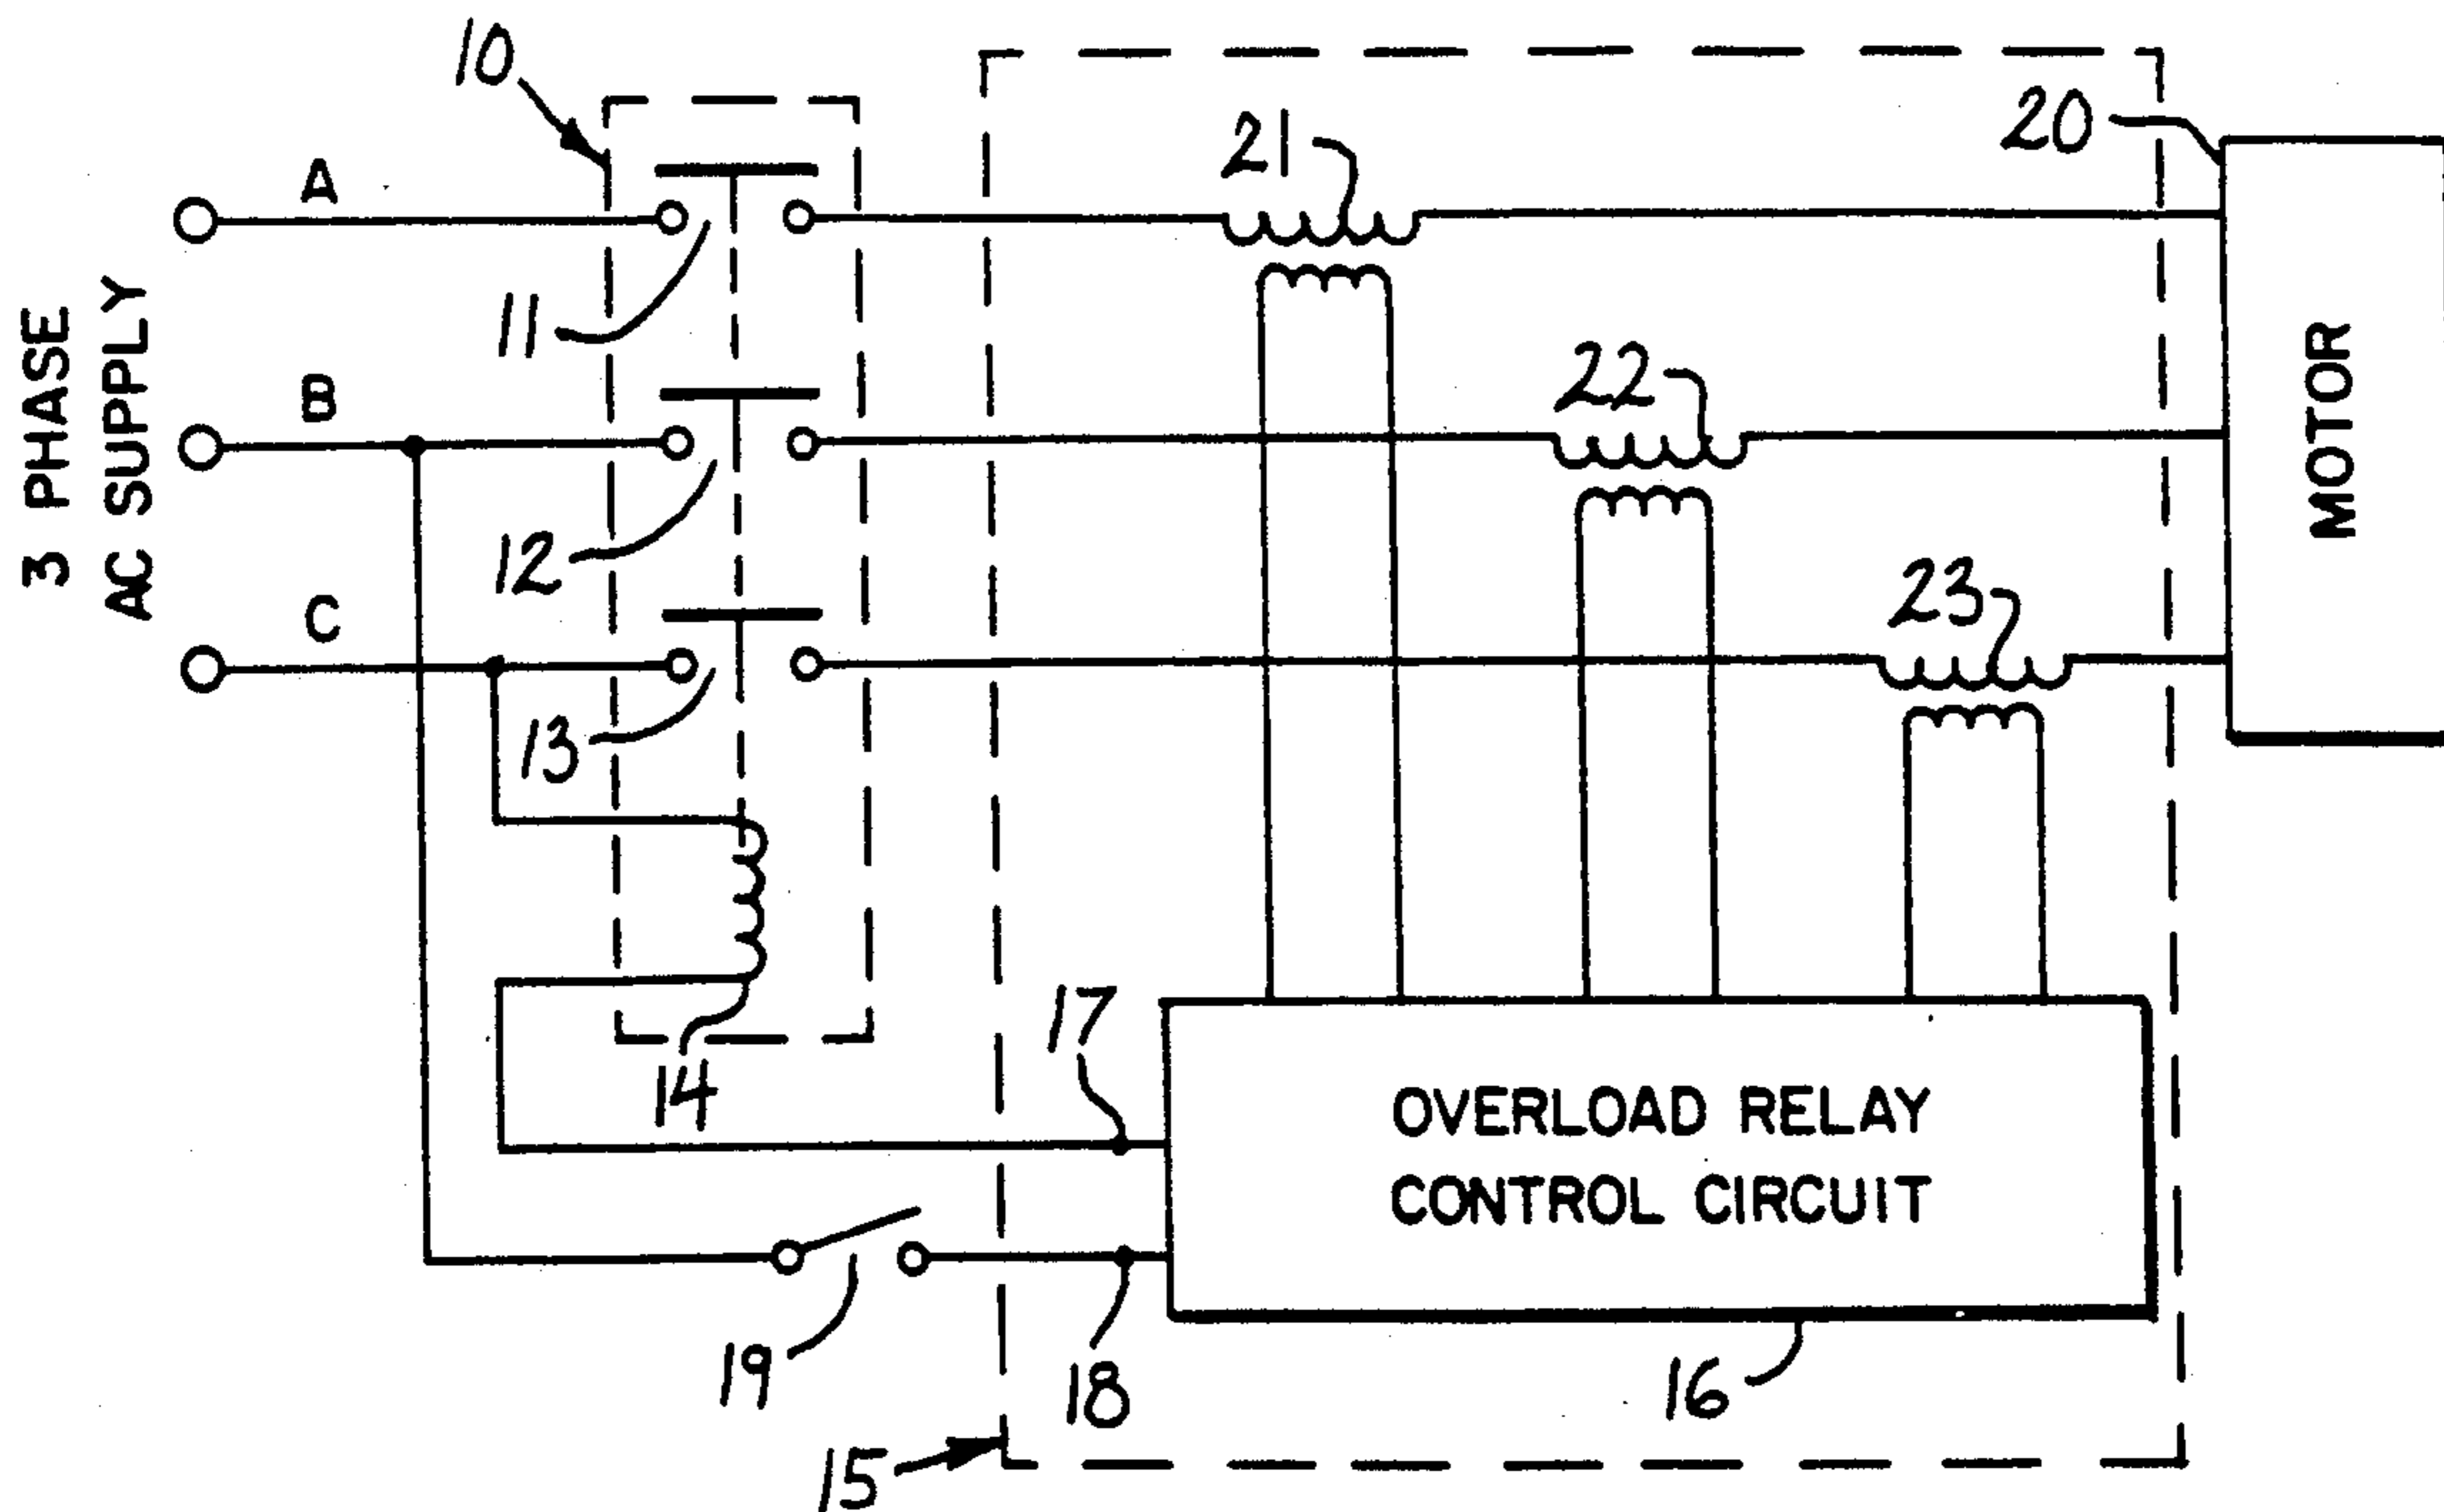 10
20
21
A
11
3 PHASE
AC SUPPLY
B
22
MOTOR
12
23
C
13
17
14
OVERLOAD RELAY
CONTROL CIRCUIT
19
18
16
15